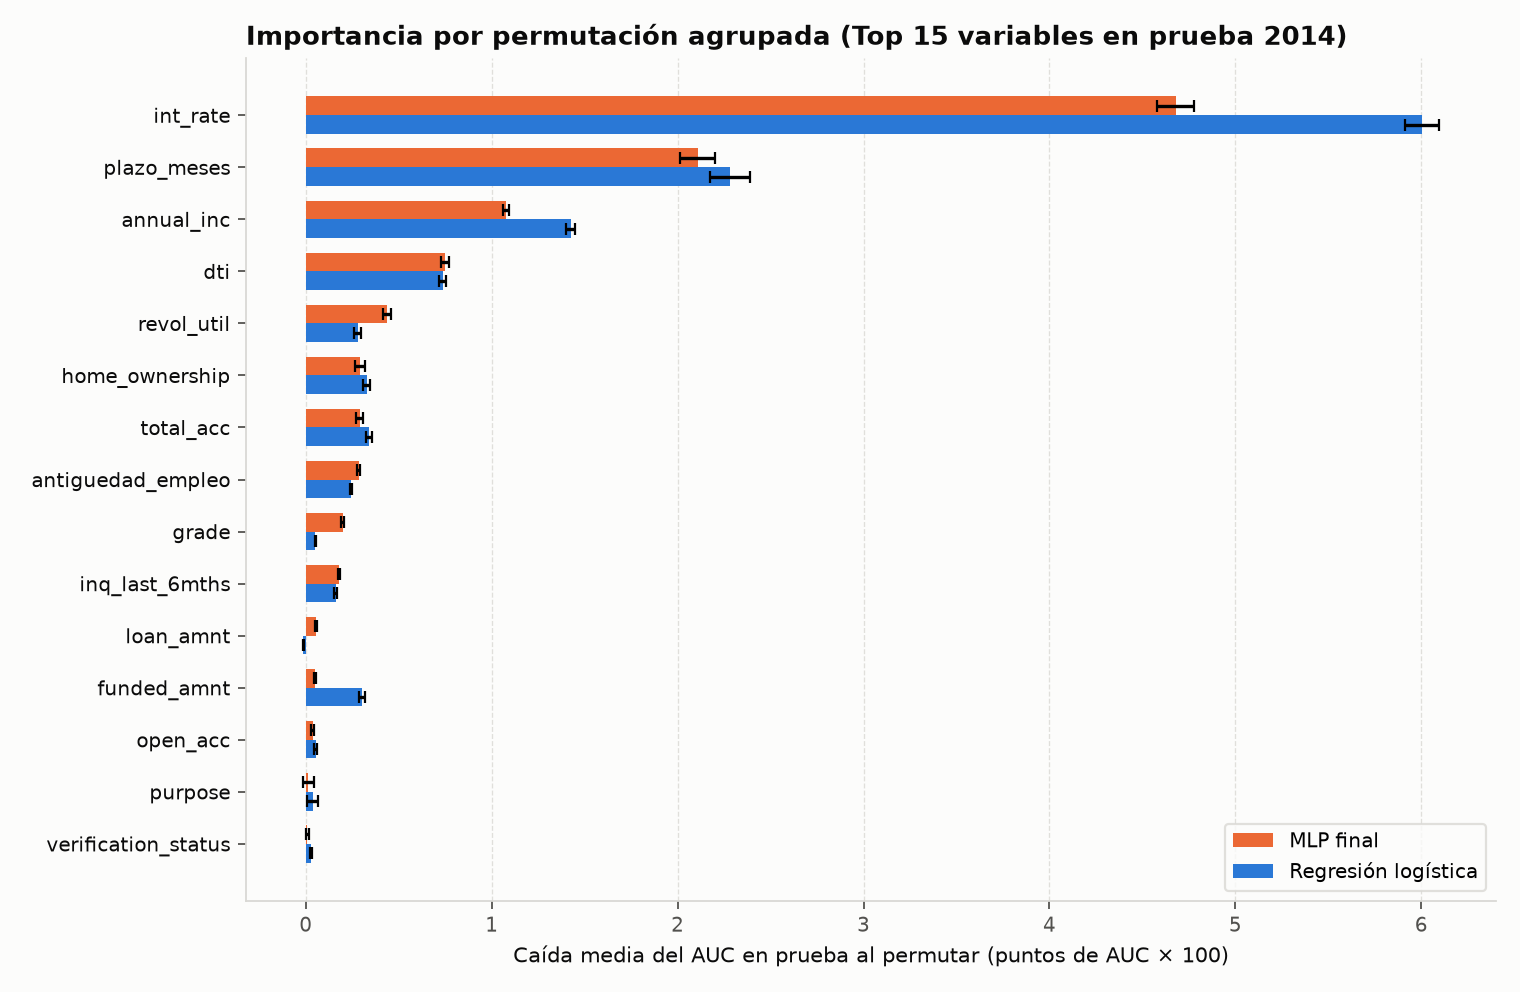 Importancia por permutación agrupada (Top 15 variables en prueba 2014)
int_rate
plazo_meses
annual_inc
dti
revol_util
home_ownership
total_acc
antiguedad_empleo
grade
inq_last_6mths
loan_amnt
funded_amnt
open_acc
purpose
verification_status
MLP final
Regresión logística
0 1 2 3 4 5 6
Caída media del AUC en prueba al permutar (puntos de AUC × 100)